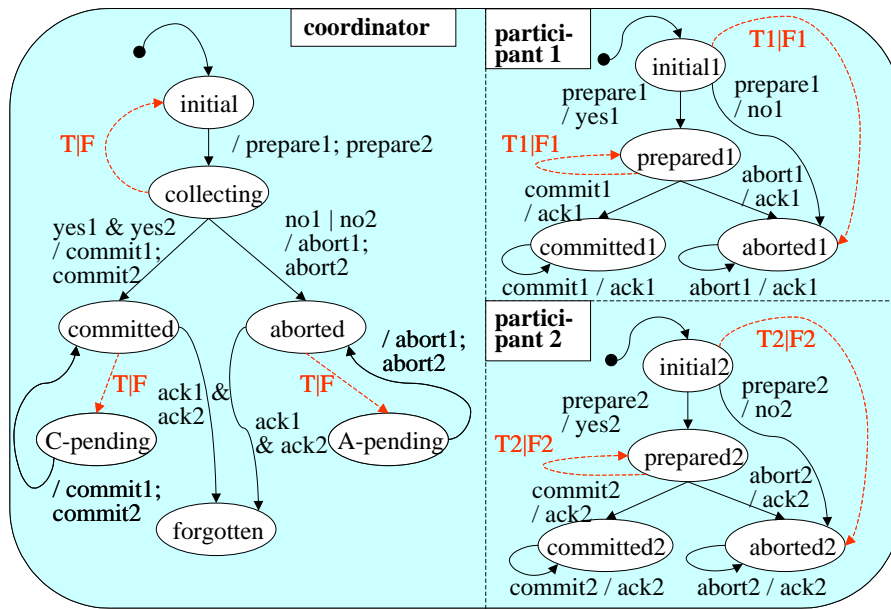 coordinator
initial
T|F
/ prepare1; prepare2
collecting
yes1 & yes2
/ commit1;
commit2
no1 | no2
/ abort1;
abort2
committed
aborted
/ abort1;
abort2
T|F
T|F
ack1 &
ack2
ack1
& ack2
C-pending
A-pending
/ commit1;
commit2
forgotten
partici-
pant 1
T1|F1
initial1
prepare1
/ yes1
prepare1
/ no1
T1|F1
prepared1
commit1
/ ack1
abort1
/ ack1
committed1
aborted1
commit1 / ack1
abort1 / ack1
partici-
pant 2
T2|F2
initial2
prepare2
/ yes2
prepare2
/ no2
T2|F2
prepared2
commit2
/ ack2
abort2
/ ack2
committed2
aborted2
commit2 / ack2
abort2 / ack2